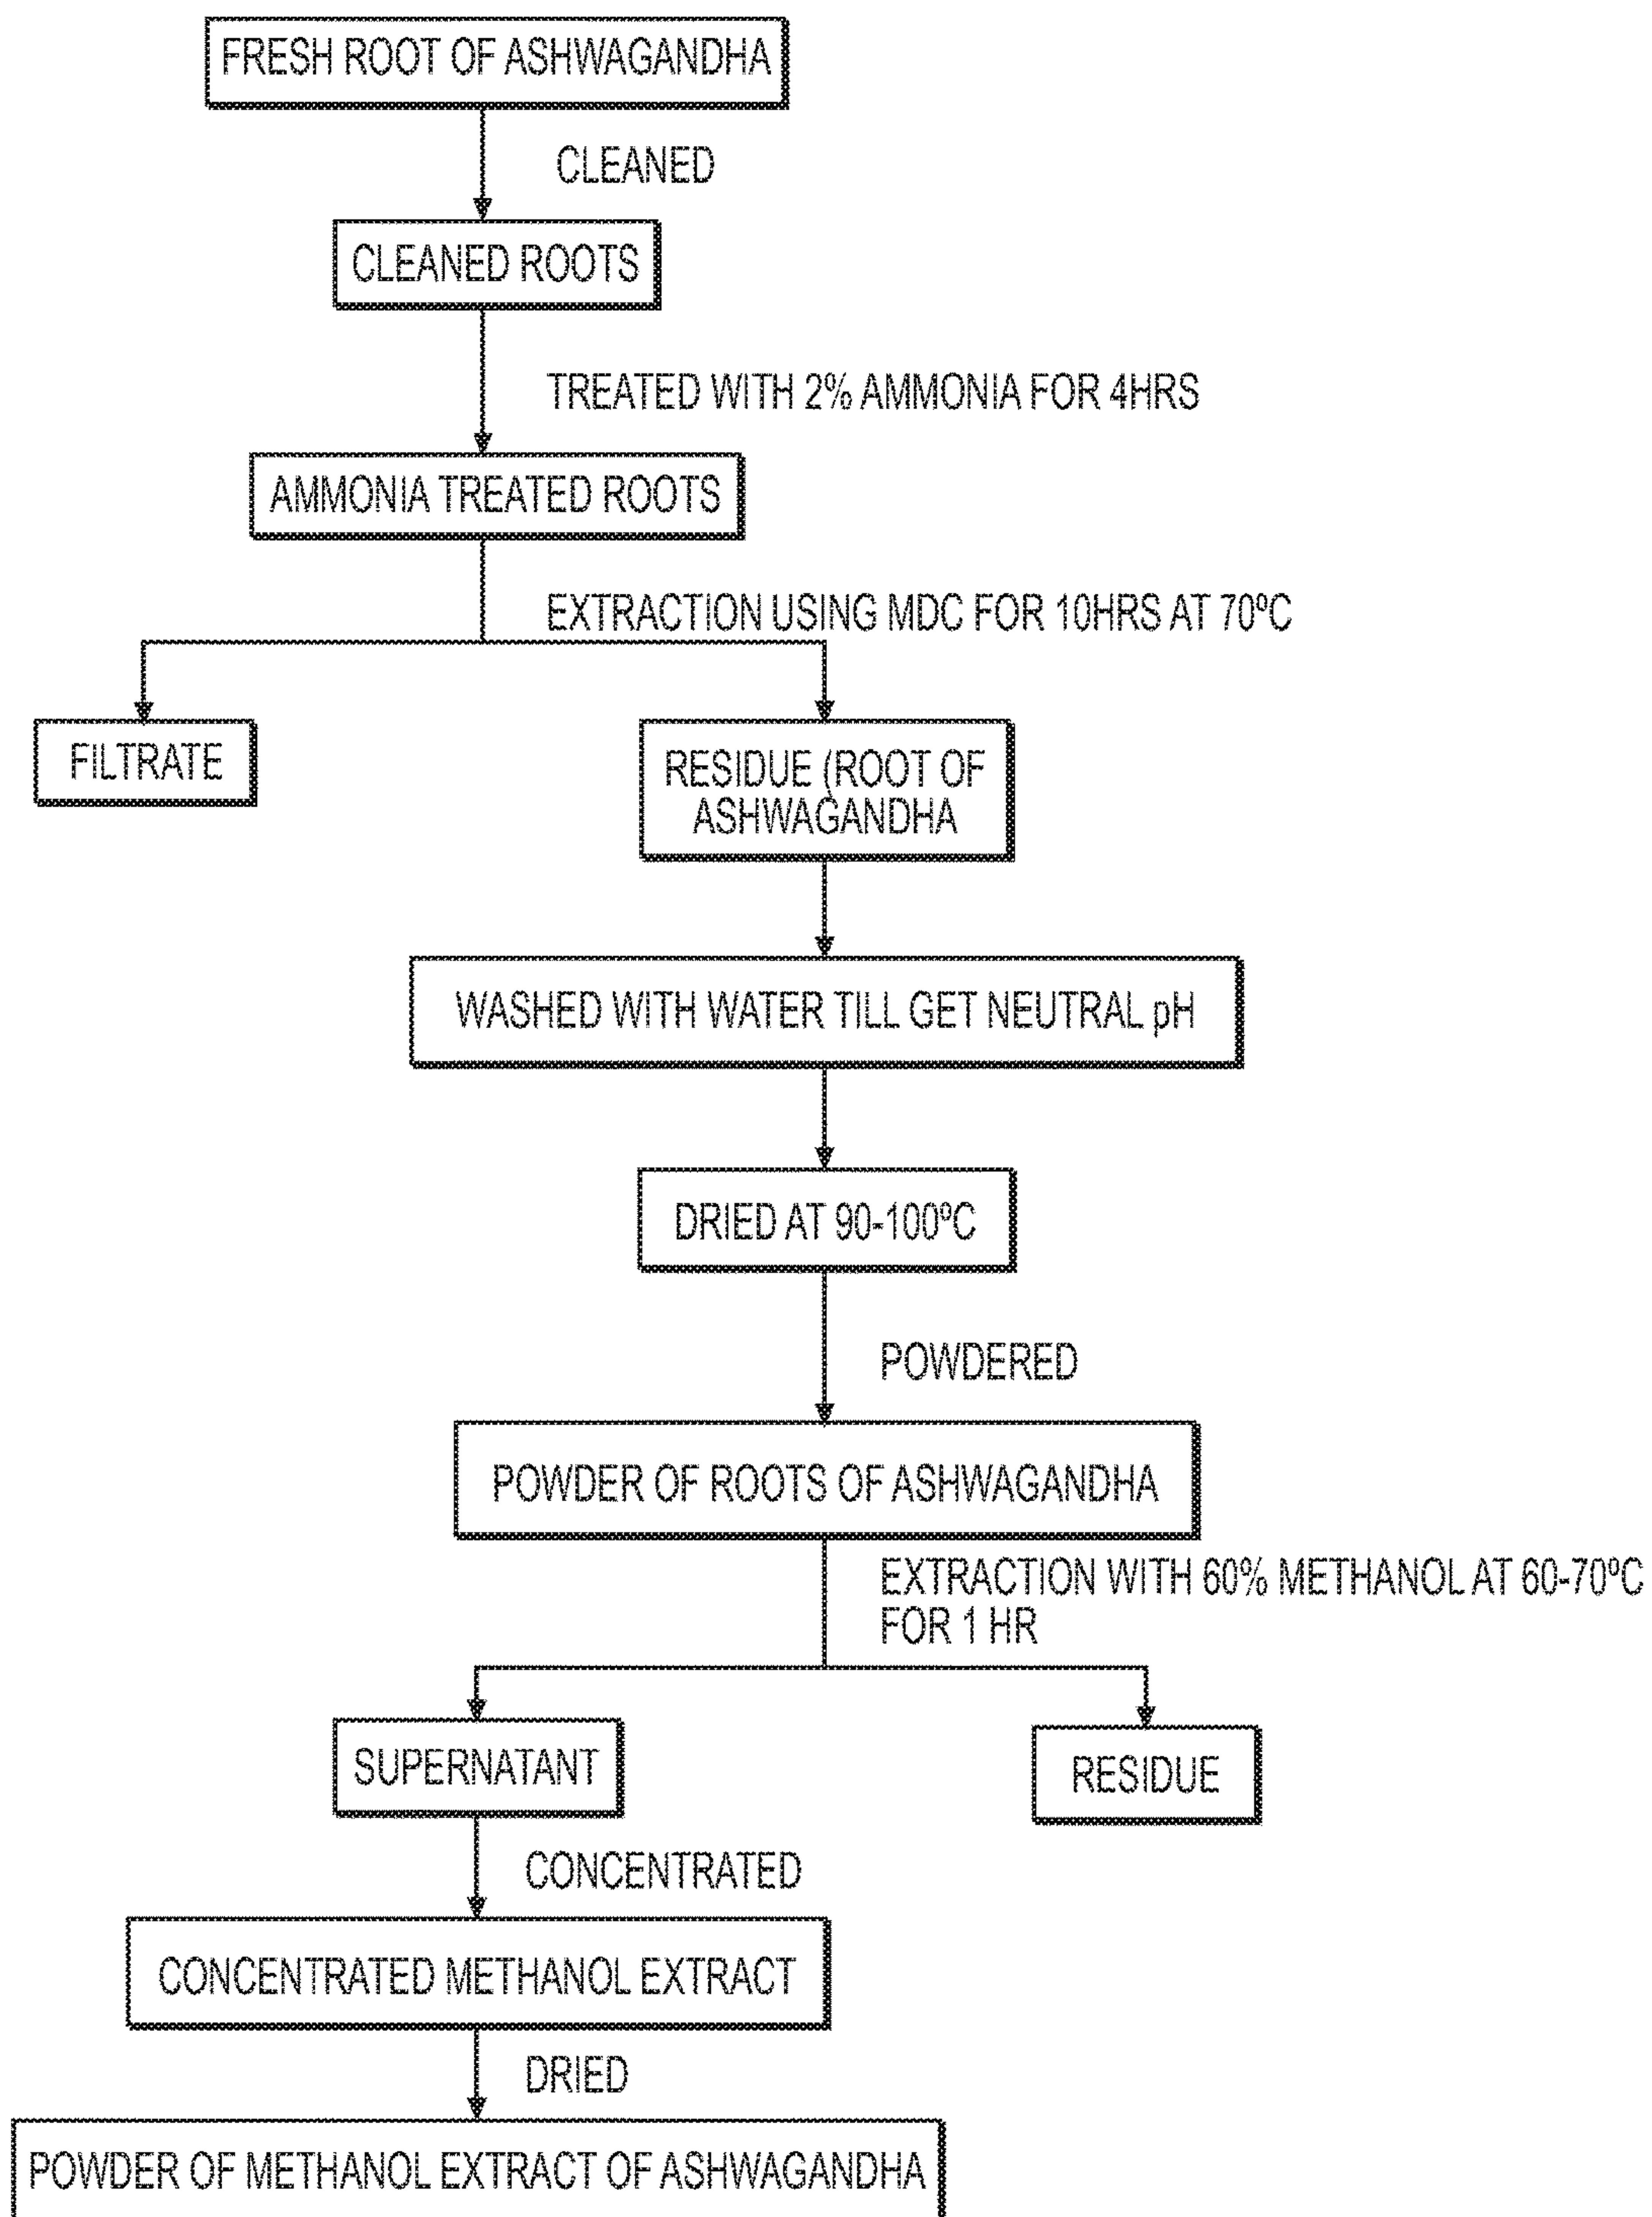 FRESH ROOT OF ASHWAGANDHA
CLEANED
CLEANED ROOTS
TREATED WITH 2% AMMONIA FOR 4HRS
AMMONIA TREATED ROOTS
EXTRACTION USING MDC FOR 10HRS AT 70ºC
FILTRATE
RESIDUE (ROOT OF
ASHWAGANDHA
WASHED WITH WATER TILL GET NEUTRAL pH
DRIED AT 90-100ºC
POWDERED
POWDER OF ROOTS OF ASHWAGANDHA
EXTRACTION WITH 60% METHANOL AT 60-70ºC
FOR 1 HR
SUPERNATANT
RESIDUE
CONCENTRATED
CONCENTRATED METHANOL EXTRACT
DRIED
POWDER OF METHANOL EXTRACT OF ASHWAGANDHA